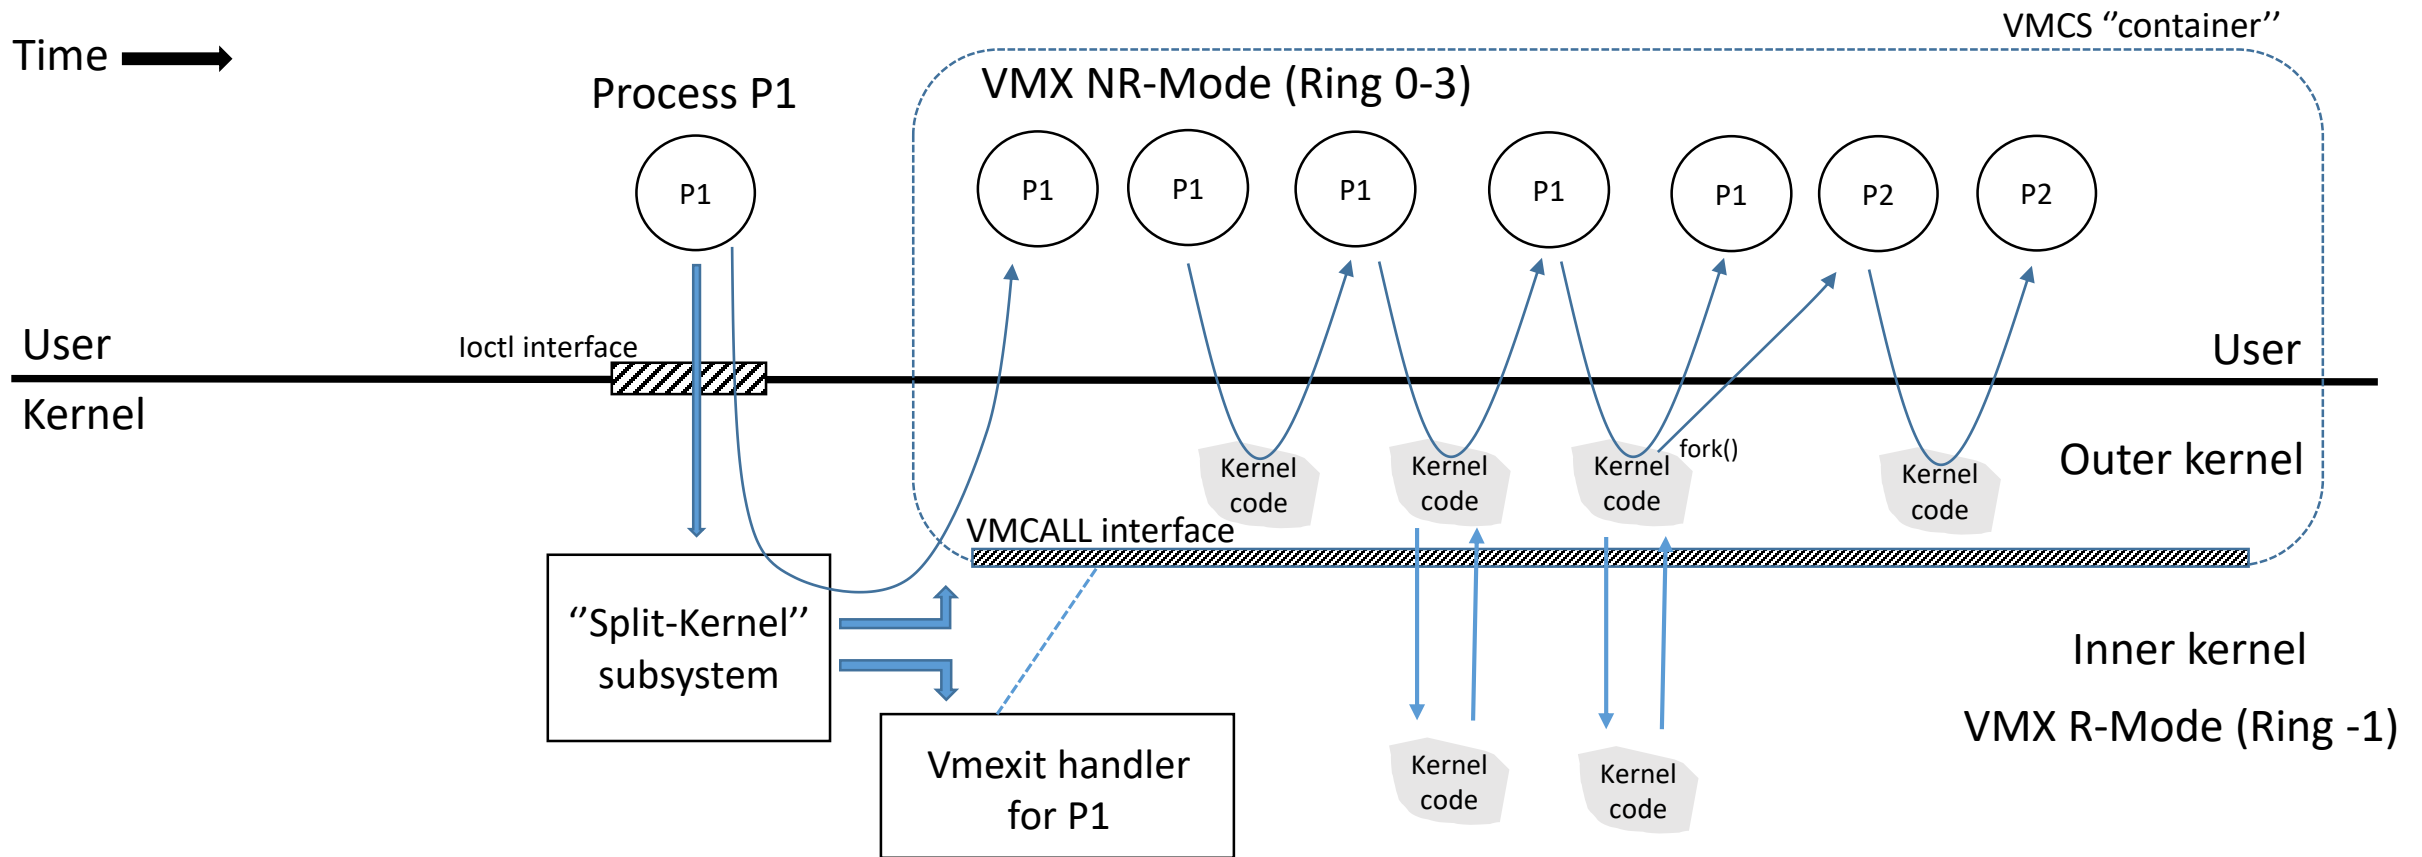 VMCS ‘’container’’
Time
VMX NR-Mode (Ring 0-3)
Process P1
P1
P1
P1
P1
P1
P1
P2
P2
User
Ioctl interface
User
Kernel
fork()
Kernel
code
Kernel
code
Kernel
code
Kernel
code
Outer kernel
VMCALL interface
‘’Split-Kernel’’
subsystem
Inner kernel
VMX R-Mode (Ring -1)
Vmexit handler
for P1
Kernel
code
Kernel
code